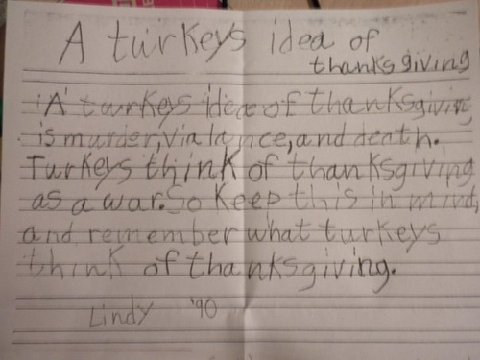 A turkeys idea of
thanksgiving
A turkeys idea of thanksgiving
is murder, vialance, and death.
Turkeys think of thanksgiving
as a war. So keep this in mind,
and remember what turkeys
think of thanksgiving.
Lindy '90